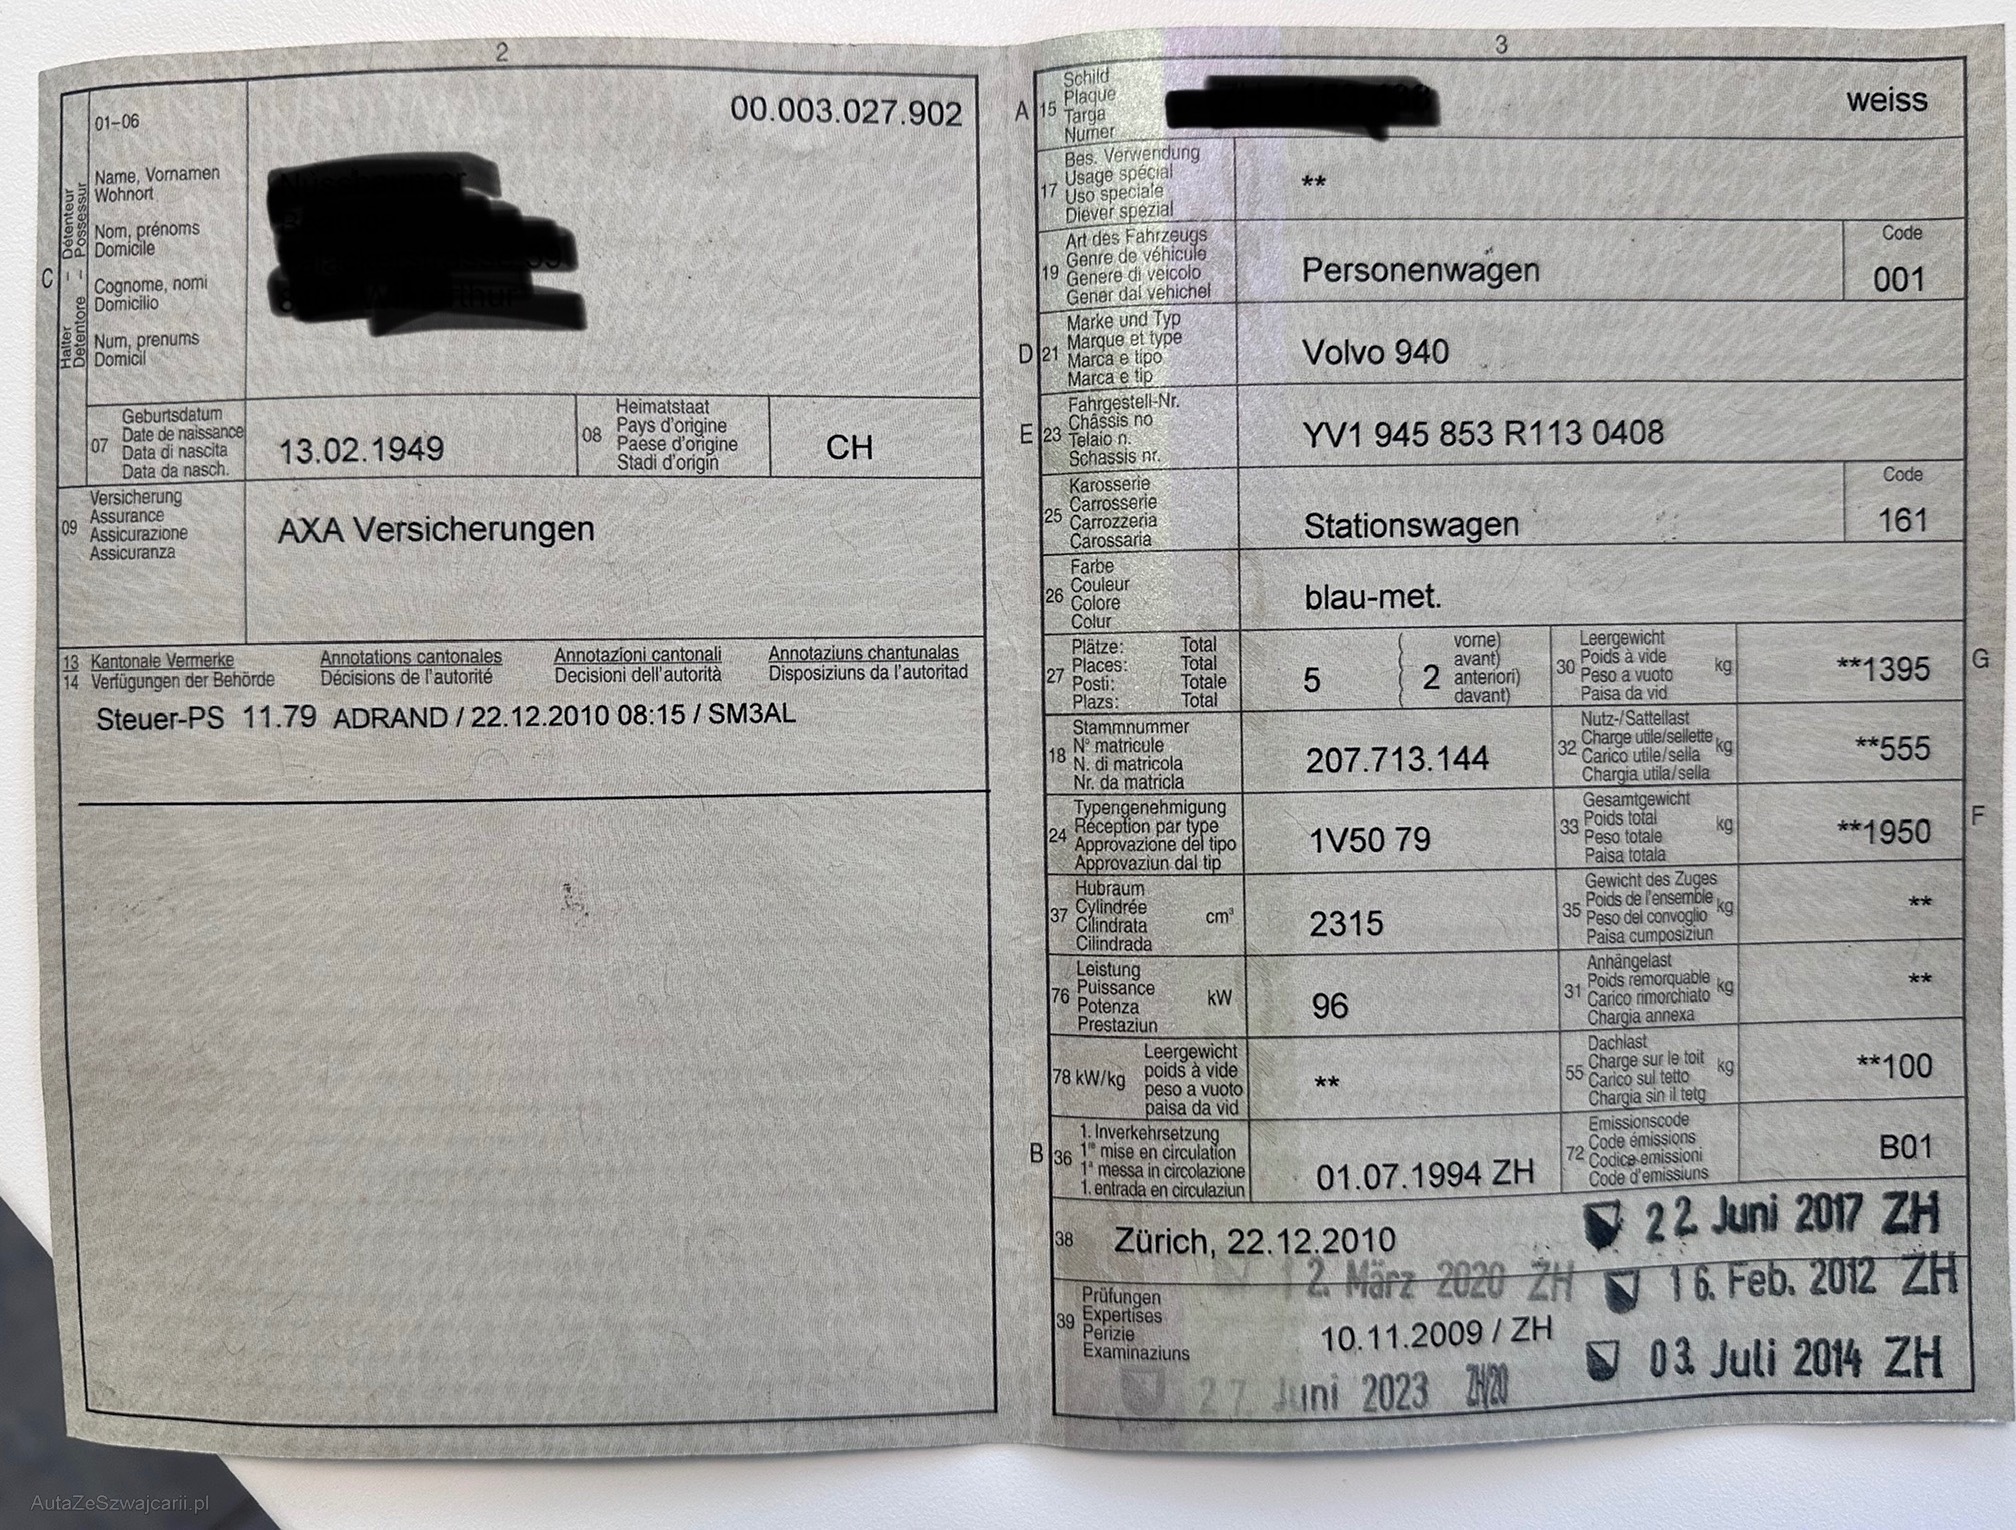 2
01-06
00.003.027.902
Halter – Détenteur
Detentore – Possessur
C
Name, Vornamen
Wohnort
Nom, prénoms
Domicile
Cognome, nomi
Domicilio
Num, prenums
Domicil
07
Geburtsdatum
Date de naissance
Data di nascita
Data da nasch.
13.02.1949
08
Heimatstaat
Pays d'origine
Paese d'origine
Stadi d'origin
CH
09
Versicherung
Assurance
Assicurazione
Assicuranza
AXA Versicherungen
13 Kantonale Vermerke Annotations cantonales Annotazioni cantonali Annotaziuns chantunalas
14 Verfügungen der Behörde Décisions de l'autorité Decisioni dell'autorità Disposiziuns da l'autoritad
Steuer-PS 11.79 ADRAND / 22.12.2010 08:15 / SM3AL
3
A 15
Schild
Plaque
Targa
Numer
weiss
17
Bes. Verwendung
Usage spécial
Uso speciale
Diever spezial
**
19
Art des Fahrzeugs
Genre de véhicule
Genere di veicolo
Gener dal vehichel
Personenwagen
Code
001
D 21
Marke und Typ
Marque et type
Marca e tipo
Marca e tip
Volvo 940
E 23
Fahrgestell-Nr.
Châssis no
Telaio n.
Schassis nr.
YV1 945 853 R113 0408
25
Karosserie
Carrosserie
Carrozzeria
Carossaria
Stationswagen
Code
161
26
Farbe
Couleur
Colore
Colur
blau-met.
27
Plätze: Total
Places: Total
Posti: Totale
Plazs: Total
5
2
vorne)
avant)
anteriori)
davant)
30
Leergewicht
Poids à vide
Peso a vuoto
Paisa da vid
kg
**1395
G
18
Stammnummer
N° matricule
N. di matricola
Nr. da matricla
207.713.144
32
Nutz-/Sattellast
Charge utile/sellette
Carico utile/sella
Chargia utila/sella
kg
**555
24
Typengenehmigung
Réception par type
Approvazione del tipo
Approvaziun dal tip
1V50 79
33
Gesamtgewicht
Poids total
Peso totale
Paisa totala
kg
**1950
F
37
Hubraum
Cylindrée
Cilindrata
Cilindrada
cm³
2315
35
Gewicht des Zuges
Poids de l'ensemble
Peso del convoglio
Paisa cumposiziun
kg
**
76
Leistung
Puissance
Potenza
Prestaziun
kW
96
31
Anhängelast
Poids remorquable
Carico rimorchiato
Chargia annexa
kg
**
78 kW/kg
Leergewicht
poids à vide
peso a vuoto
paisa da vid
**
55
Dachlast
Charge sur le toit
Carico sul tetto
Chargia sin il tetg
kg
**100
B 36
1. Inverkehrsetzung
1re mise en circulation
1a messa in circolazione
1. entrada en circulaziun
01.07.1994 ZH
72
Emissionscode
Code émissions
Codice emissioni
Code d'emissiuns
B01
38
Zürich, 22.12.2010
22. Juni 2017 ZH
12. März 2020 ZH
16. Feb. 2012 ZH
39
Prüfungen
Expertises
Perizie
Examinaziuns
10.11.2009 / ZH
03. Juli 2014 ZH
27. Juni 2023 ZH/20
AutaZeSzwajcarii.pl